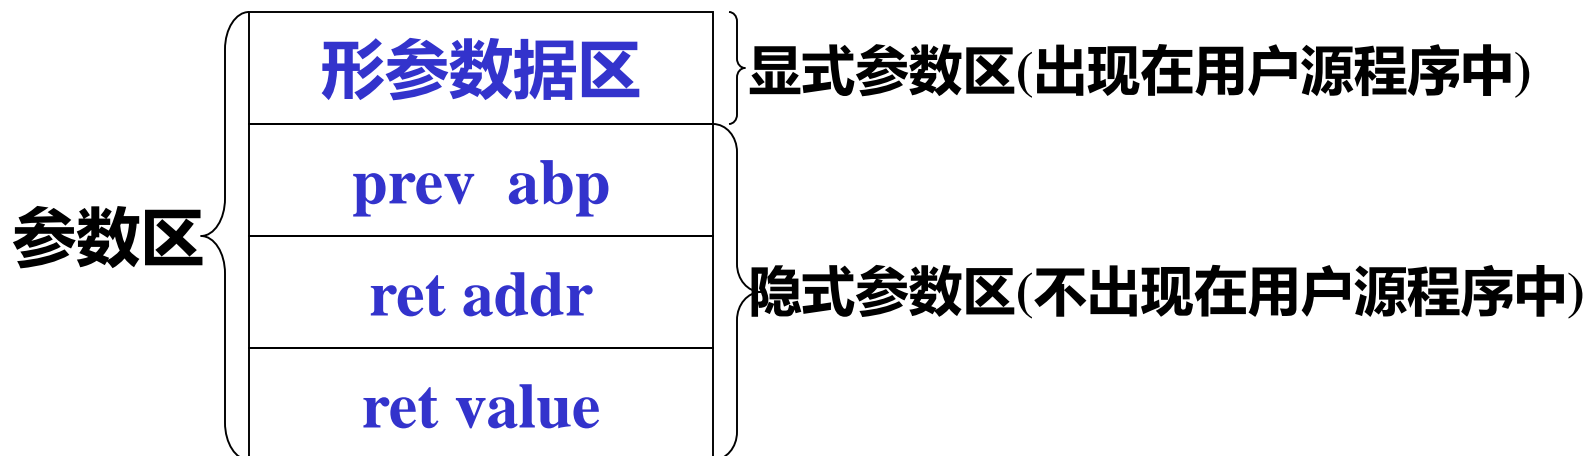 形参数据区
显式参数区(出现在用户源程序中)
prev abp
参数区
ret addr
隐式参数区(不出现在用户源程序中)
ret value